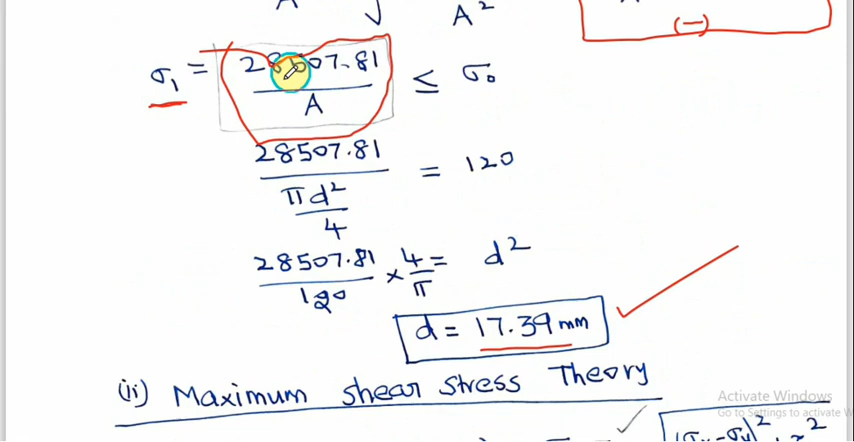 A √ A²
(-)
σ₁ = 28507.81 / A ≤ σ₀
28507.81 / (πd²/4) = 120
28507.81 / 120 × 4/π = d²
d = 17.39 mm
(ii) Maximum shear stress Theory
Activate Windows
Go to Settings to activate W